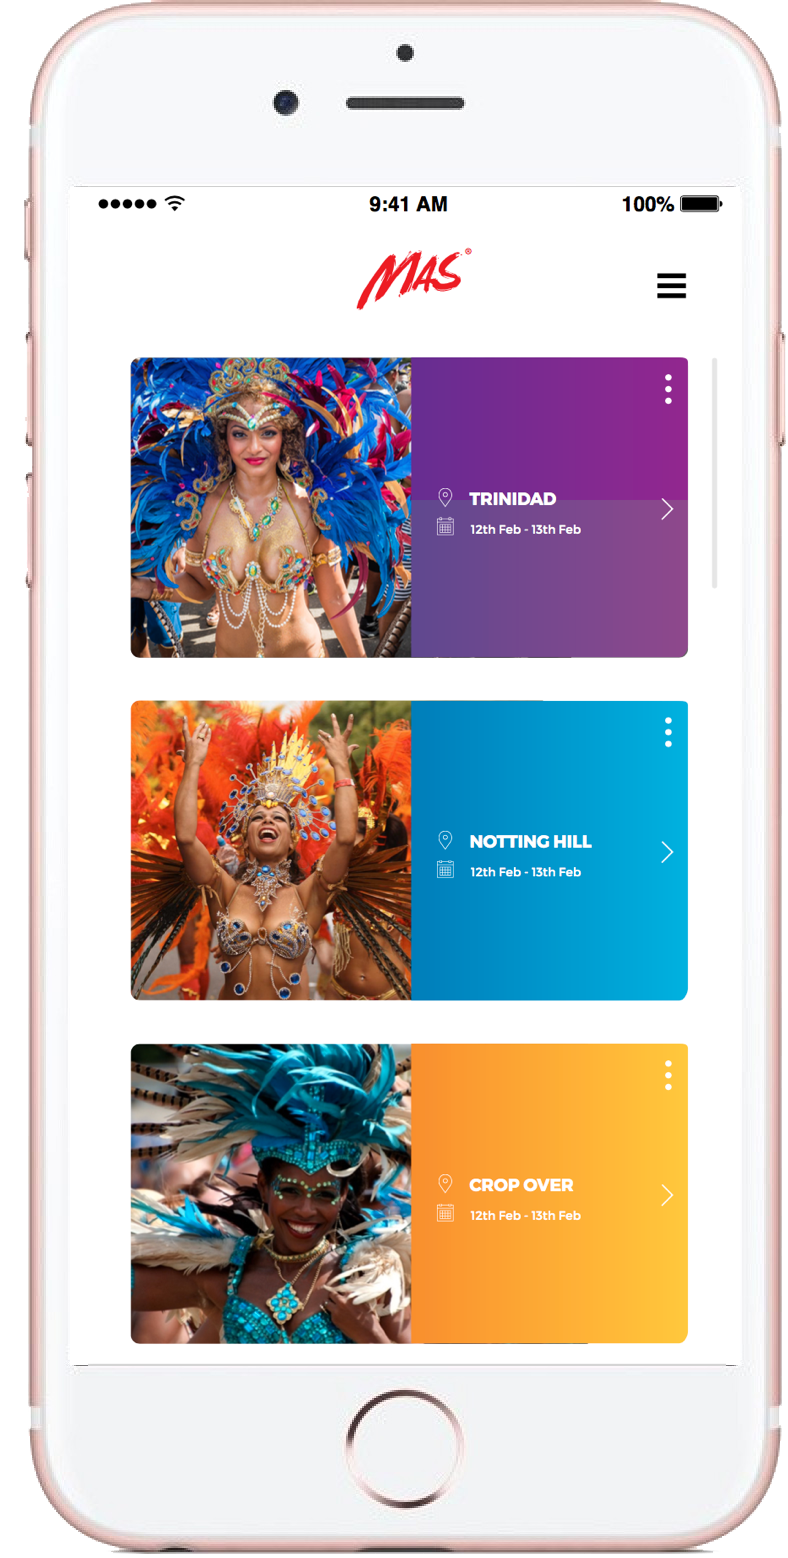 9:41 AM
100%
MAS®
TRINIDAD
12th Feb - 13th Feb
NOTTING HILL
12th Feb - 13th Feb
CROP OVER
12th Feb - 13th Feb